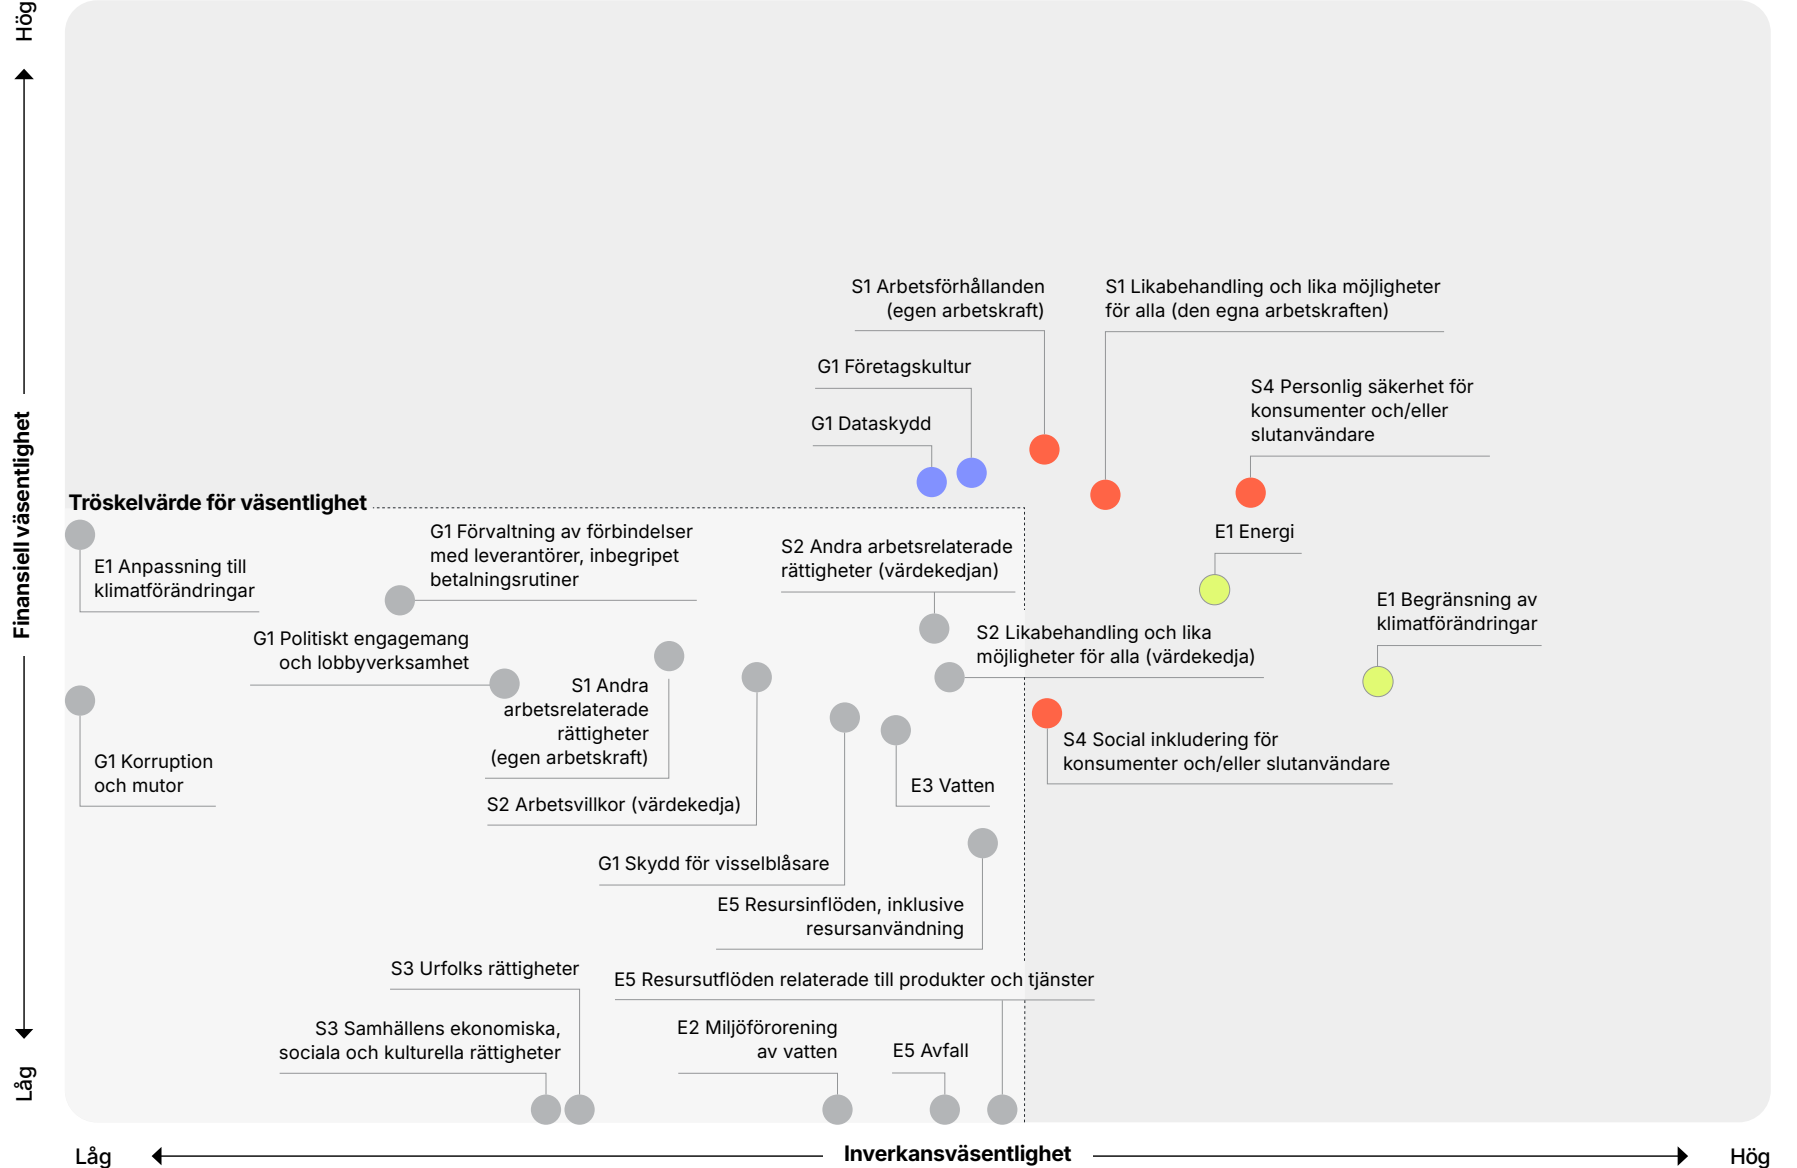 Hög
Finansiell väsentlighet
Låg
S1 Arbetsförhållanden
(egen arbetskraft)
S1 Likabehandling och lika möjligheter
för alla (den egna arbetskraften)
G1 Företagskultur
S4 Personlig säkerhet för
konsumenter och/eller
slutanvändare
G1 Dataskydd
Tröskelvärde för väsentlighet
E1 Anpassning till
klimatförändringar
G1 Förvaltning av förbindelser
med leverantörer, inbegripet
betalningsrutiner
S2 Andra arbetsrelaterade
rättigheter (värdekedjan)
E1 Energi
E1 Begränsning av
klimatförändringar
G1 Politiskt engagemang
och lobbyverksamhet
S2 Likabehandling och lika
möjligheter för alla (värdekedja)
S1 Andra
arbetsrelaterade
rättigheter
(egen arbetskraft)
S4 Social inkludering för
konsumenter och/eller slutanvändare
G1 Korruption
och mutor
E3 Vatten
S2 Arbetsvillkor (värdekedja)
G1 Skydd för visselblåsare
E5 Resursinflöden, inklusive
resursanvändning
S3 Urfolks rättigheter
E5 Resursutflöden relaterade till produkter och tjänster
S3 Samhällens ekonomiska,
sociala och kulturella rättigheter
E2 Miljöförorening
av vatten
E5 Avfall
Låg
Inverkansväsentlighet
Hög